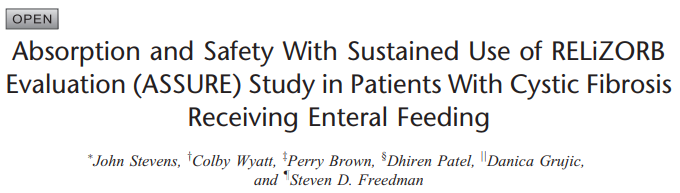 OPEN
Absorption and Safety With Sustained Use of RELiZORB
Evaluation (ASSURE) Study in Patients With Cystic Fibrosis
Receiving Enteral Feeding
*John Stevens, †Colby Wyatt, ‡Perry Brown, §Dhiren Patel, ||Danica Grujic,
and ¶Steven D. Freedman